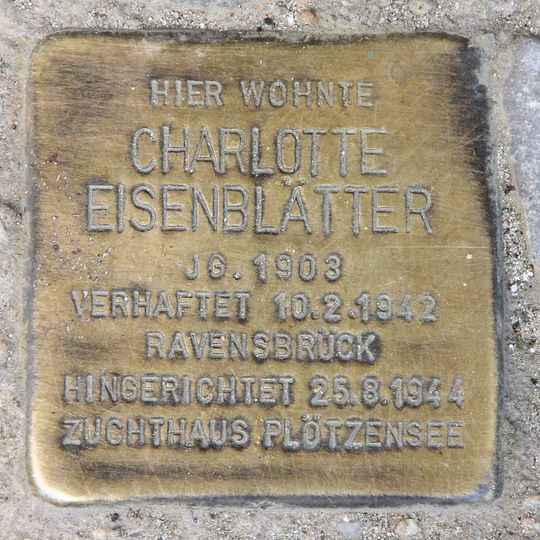 HIER WOHNTE
CHARLOTTE
EISENBLÄTTER
JG. 1903
VERHAFTET 10.2.1942
RAVENSBRÜCK
HINGERICHTET 25.8.1944
ZUCHTHAUS PLÖTZENSEE